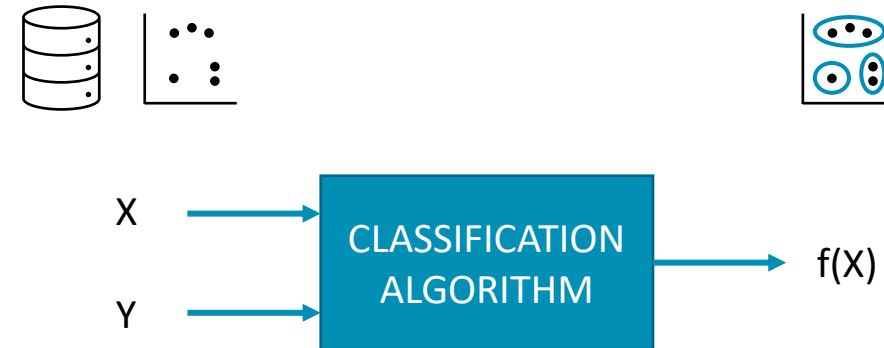 X
Y
CLASSIFICATION
ALGORITHM
f(X)